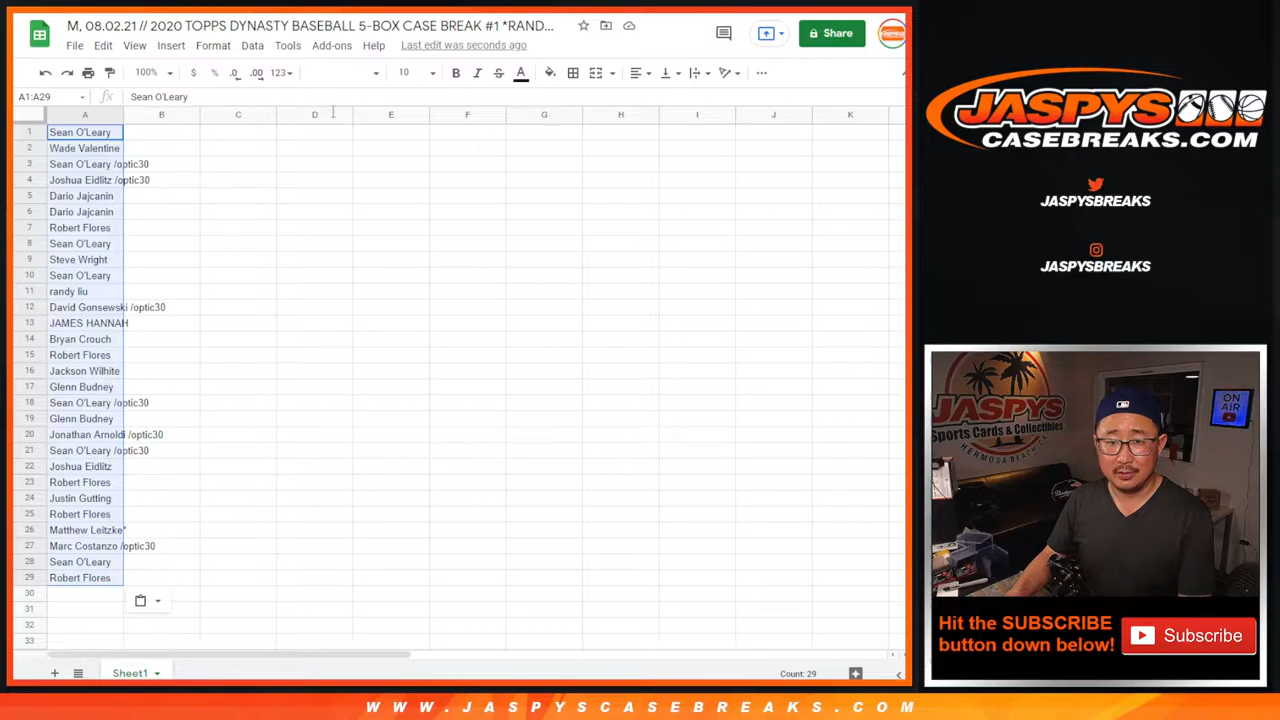 M, 08.02.21 // 2020 TOPPS DYNASTY BASEBALL 5-BOX CASE BREAK #1 *RAND...
File Edit View Insert Format Data Tools Add-ons Help Last edit was seconds ago
Share
100% $ % .0 .00 123 10 B I S A
A1:A29 fx Sean O'Leary
A B C D E F G H I J K
1 Sean O'Leary
2 Wade Valentine
3 Sean O'Leary /optic30
4 Joshua Eidlitz /optic30
5 Dario Jajcanin
6 Dario Jajcanin
7 Robert Flores
8 Sean O'Leary
9 Steve Wright
10 Sean O'Leary
11 randy liu
12 David Gonsewski /optic30
13 JAMES HANNAH
14 Bryan Crouch
15 Robert Flores
16 Jackson Wilhite
17 Glenn Budney
18 Sean O'Leary /optic30
19 Glenn Budney
20 Jonathan Arnoldi /optic30
21 Sean O'Leary /optic30
22 Joshua Eidlitz
23 Robert Flores
24 Justin Gutting
25 Robert Flores
26 Matthew Leitzke*
27 Marc Costanzo /optic30
28 Sean O'Leary
29 Robert Flores
30
31
32
33
Sheet1
Count: 29
JASPYS
CASEBREAKS.COM
JASPYSBREAKS
JASPYSBREAKS
JASPYS
Sports Cards & Collectibles
HERMOSA BEACH CA
ON AIR
Hit the SUBSCRIBE
button down below!
Subscribe
WWW.JASPYSCASEBREAKS.COM